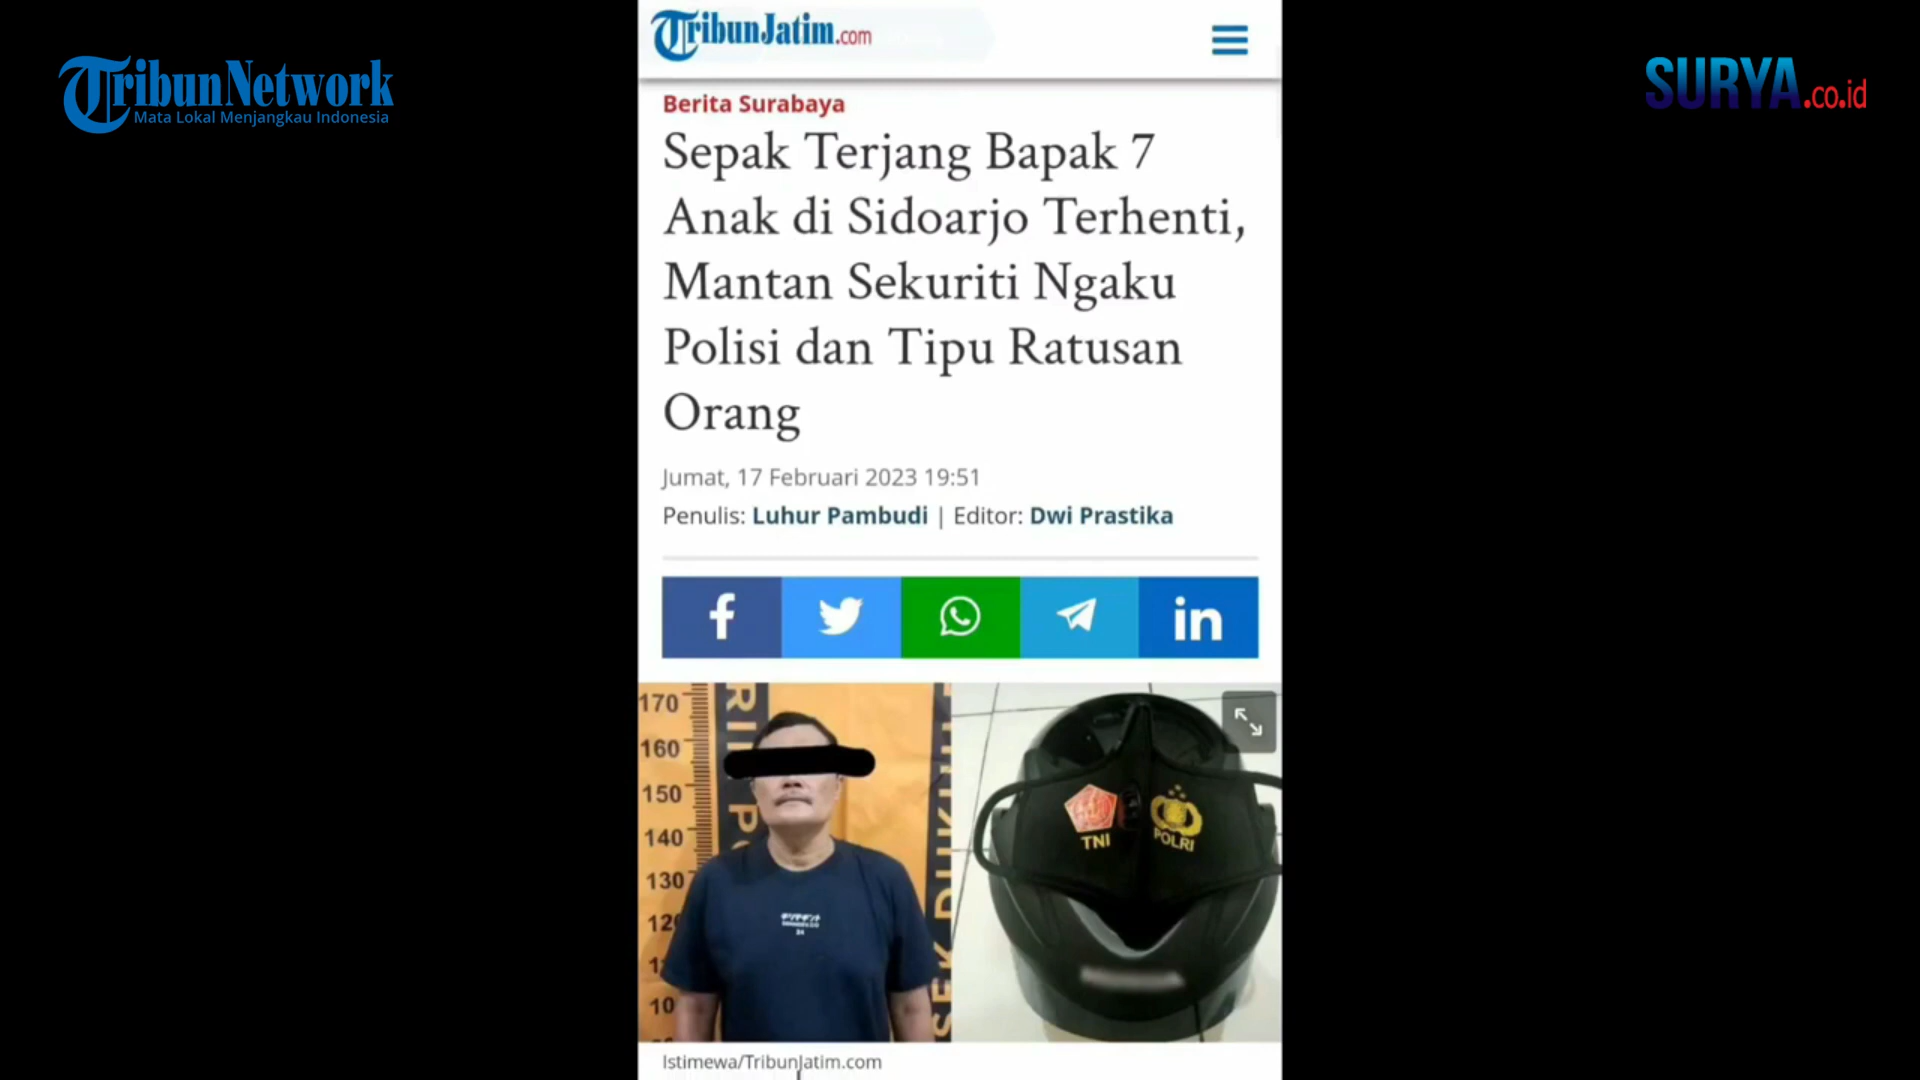 TribunNetwork
Mata Lokal Menjangkau Indonesia
TribunJatim.com
SURYA.co.id
Berita Surabaya
Sepak Terjang Bapak 7
Anak di Sidoarjo Terhenti,
Mantan Sekuriti Ngaku
Polisi dan Tipu Ratusan
Orang
Jumat, 17 Februari 2023 19:51
Penulis: Luhur Pambudi | Editor: Dwi Prastika
f
in
170
160
150
140
130
TNI
POLRI
Istimewa/TribunJatim.com